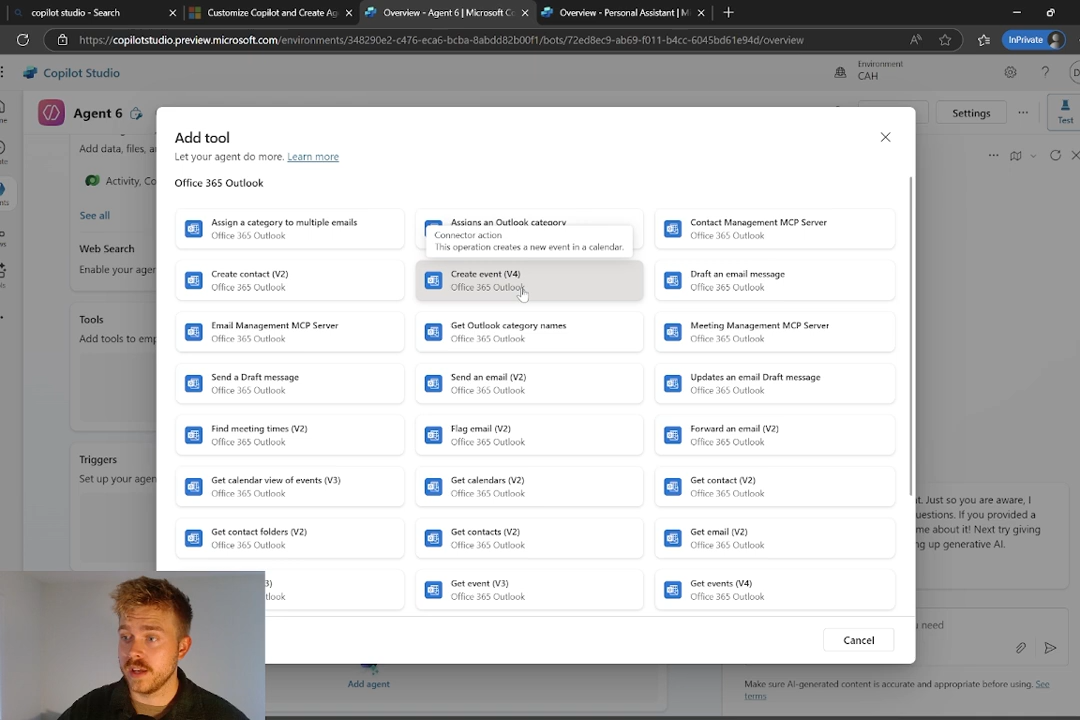 copilot studio - Search
Customize Copilot and Create Ag
Overview - Agent 6 | Microsoft Co
Overview - Personal Assistant | Mi
https://copilotstudio.preview.microsoft.com/environments/348290e2-c476-eca6-bcba-8abdd82b00f1/bots/72ed8ec9-ab69-f011-b4cc-6045bd61e94d/overview
InPrivate
Copilot Studio
Environment
CAH
Agent 6
Settings
Test
Add data, files, a
Activity, Co
See all
Web Search
Enable your agen
Tools
Add tools to emp
Triggers
Set up your agen
Add tool
Let your agent do more. Learn more
Office 365 Outlook
Assign a category to multiple emails
Office 365 Outlook
Assigns an Outlook category
Contact Management MCP Server
Office 365 Outlook
Connector action
This operation creates a new event in a calendar.
Create contact (V2)
Office 365 Outlook
Create event (V4)
Office 365 Outlook
Draft an email message
Office 365 Outlook
Email Management MCP Server
Office 365 Outlook
Get Outlook category names
Office 365 Outlook
Meeting Management MCP Server
Office 365 Outlook
Send a Draft message
Office 365 Outlook
Send an email (V2)
Office 365 Outlook
Updates an email Draft message
Office 365 Outlook
Find meeting times (V2)
Office 365 Outlook
Flag email (V2)
Office 365 Outlook
Forward an email (V2)
Office 365 Outlook
Get calendar view of events (V3)
Office 365 Outlook
Get calendars (V2)
Office 365 Outlook
Get contact (V2)
Office 365 Outlook
Get contact folders (V2)
Office 365 Outlook
Get contacts (V2)
Office 365 Outlook
Get email (V2)
Office 365 Outlook
3)
tlook
Get event (V3)
Office 365 Outlook
Get events (V4)
Office 365 Outlook
Cancel
Add agent
t. Just so you are aware, I
uestions. If you provided a
me about it! Next try giving
ng up generative AI.
u need
Make sure AI-generated content is accurate and appropriate before using. See
terms